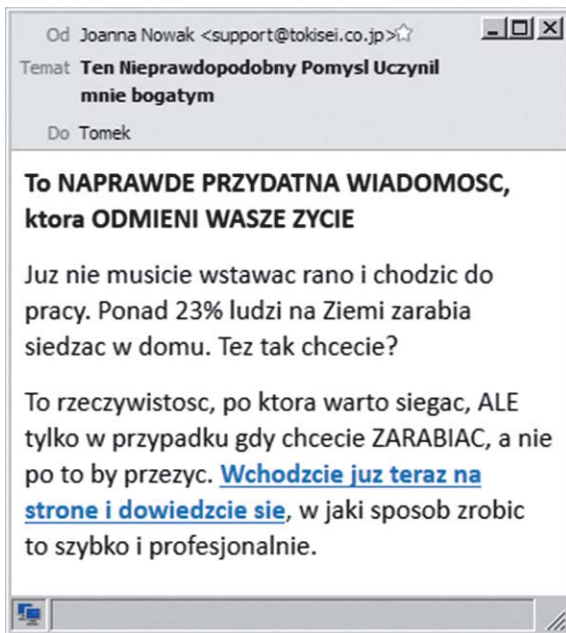 Od Joanna Nowak <support@tokisei.co.jp>
Temat Ten Nieprawdopodobny Pomysl Uczynil
mnie bogatym
Do Tomek
To NAPRAWDE PRZYDATNA WIADOMOSC,
ktora ODMIENI WASZE ZYCIE
Juz nie musicie wstawac rano i chodzic do
pracy. Ponad 23% ludzi na Ziemi zarabia
siedzac w domu. Tez tak chcecie?
To rzeczywistosc, po ktora warto siegac, ALE
tylko w przypadku gdy chcecie ZARABIAC, a nie
po to by przezyc. Wchodzcie juz teraz na
strone i dowiedzcie sie, w jaki sposob zrobic
to szybko i profesjonalnie.